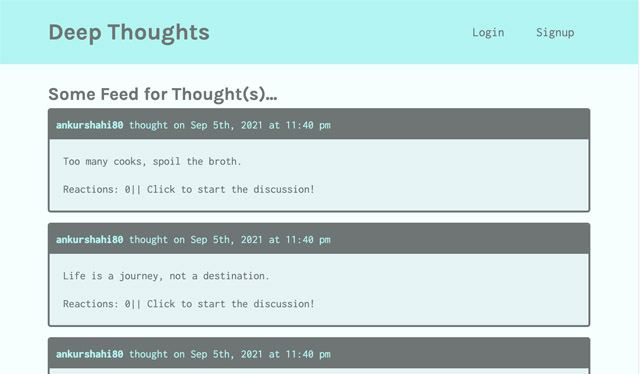 Deep Thoughts
Login Signup
Some Feed for Thought(s)...
ankurshahi80 thought on Sep 5th, 2021 at 11:40 pm
Too many cooks, spoil the broth.
Reactions: 0|| Click to start the discussion!
ankurshahi80 thought on Sep 5th, 2021 at 11:40 pm
Life is a journey, not a destination.
Reactions: 0|| Click to start the discussion!
ankurshahi80 thought on Sep 5th, 2021 at 11:40 pm